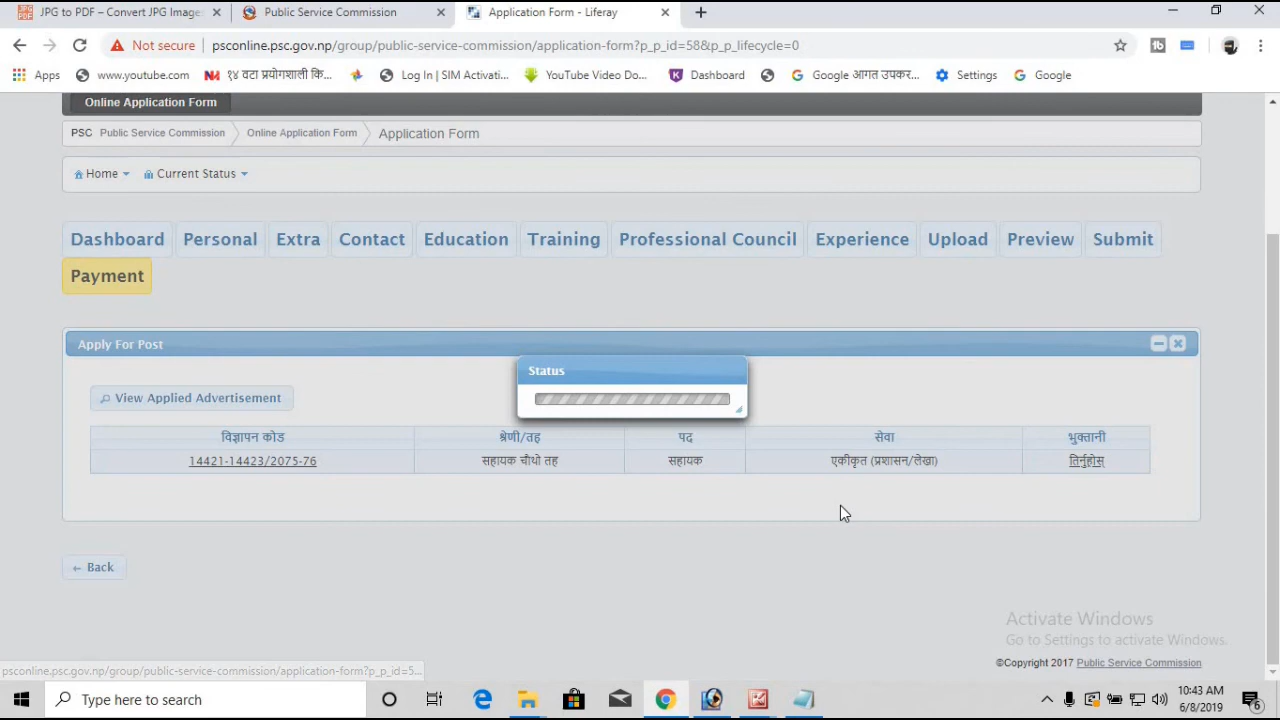 JPG to PDF – Convert JPG Images
Public Service Commission
Application Form - Liferay
Not secure
psconline.psc.gov.np/group/public-service-commission/application-form?p_p_id=58&p_p_lifecycle=0
Apps
www.youtube.com
१४ वटा प्रयोगशाली कि...
Log In | SIM Activati...
YouTube Video Do...
Dashboard
Google आगत उपकर...
Settings
Google
Online Application Form
PSC Public Service Commission
Online Application Form
Application Form
Home
Current Status
Dashboard
Personal
Extra
Contact
Education
Training
Professional Council
Experience
Upload
Preview
Submit
Payment
Apply For Post
Status
View Applied Advertisement
विज्ञापन कोड
श्रेणी/तह
पद
सेवा
भुक्तानी
14421-14423/2075-76
सहायक चौथो तह
सहायक
एकीकृत (प्रशासन/लेखा)
तिर्नुहोस्
← Back
Activate Windows
Go to Settings to activate Windows.
©Copyright 2017 Public Service Commission
psconline.psc.gov.np/group/public-service-commission/application-form?p_p_id=5...
Type here to search
10:43 AM
6/8/2019
6